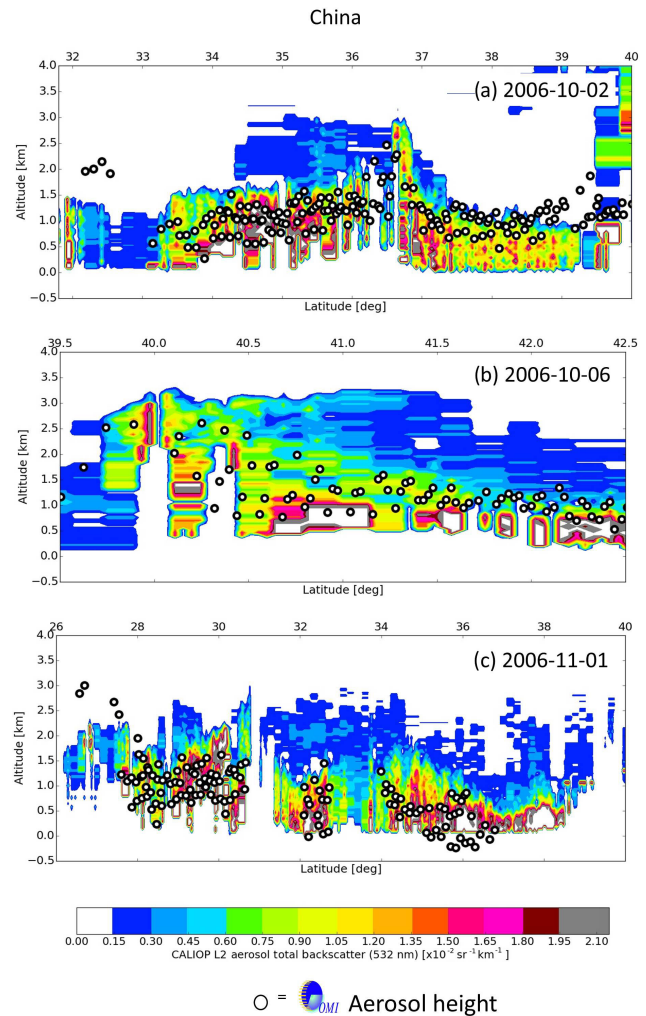 China
32 33 34 35 36 37 38 39 40
4.0
3.5
(a) 2006-10-02
3.0
2.5
2.0
1.5
1.0
0.5
0.0
−0.5
Altitude [km]
Latitude [deg]
39.5 40.0 40.5 41.0 41.5 42.0 42.5
4.0
3.5
(b) 2006-10-06
3.0
2.5
2.0
1.5
1.0
0.5
0.0
−0.5
Altitude [km]
Latitude [deg]
26 28 30 32 34 36 38 40
4.0
3.5
(c) 2006-11-01
3.0
2.5
2.0
1.5
1.0
0.5
0.0
−0.5
Altitude [km]
Latitude [deg]
0.00 0.15 0.30 0.45 0.60 0.75 0.90 1.05 1.20 1.35 1.50 1.65 1.80 1.95 2.10
CALIOP L2 aerosol total backscatter (532 nm) [x10⁻² sr⁻¹ km⁻¹ ]
= OMI Aerosol height